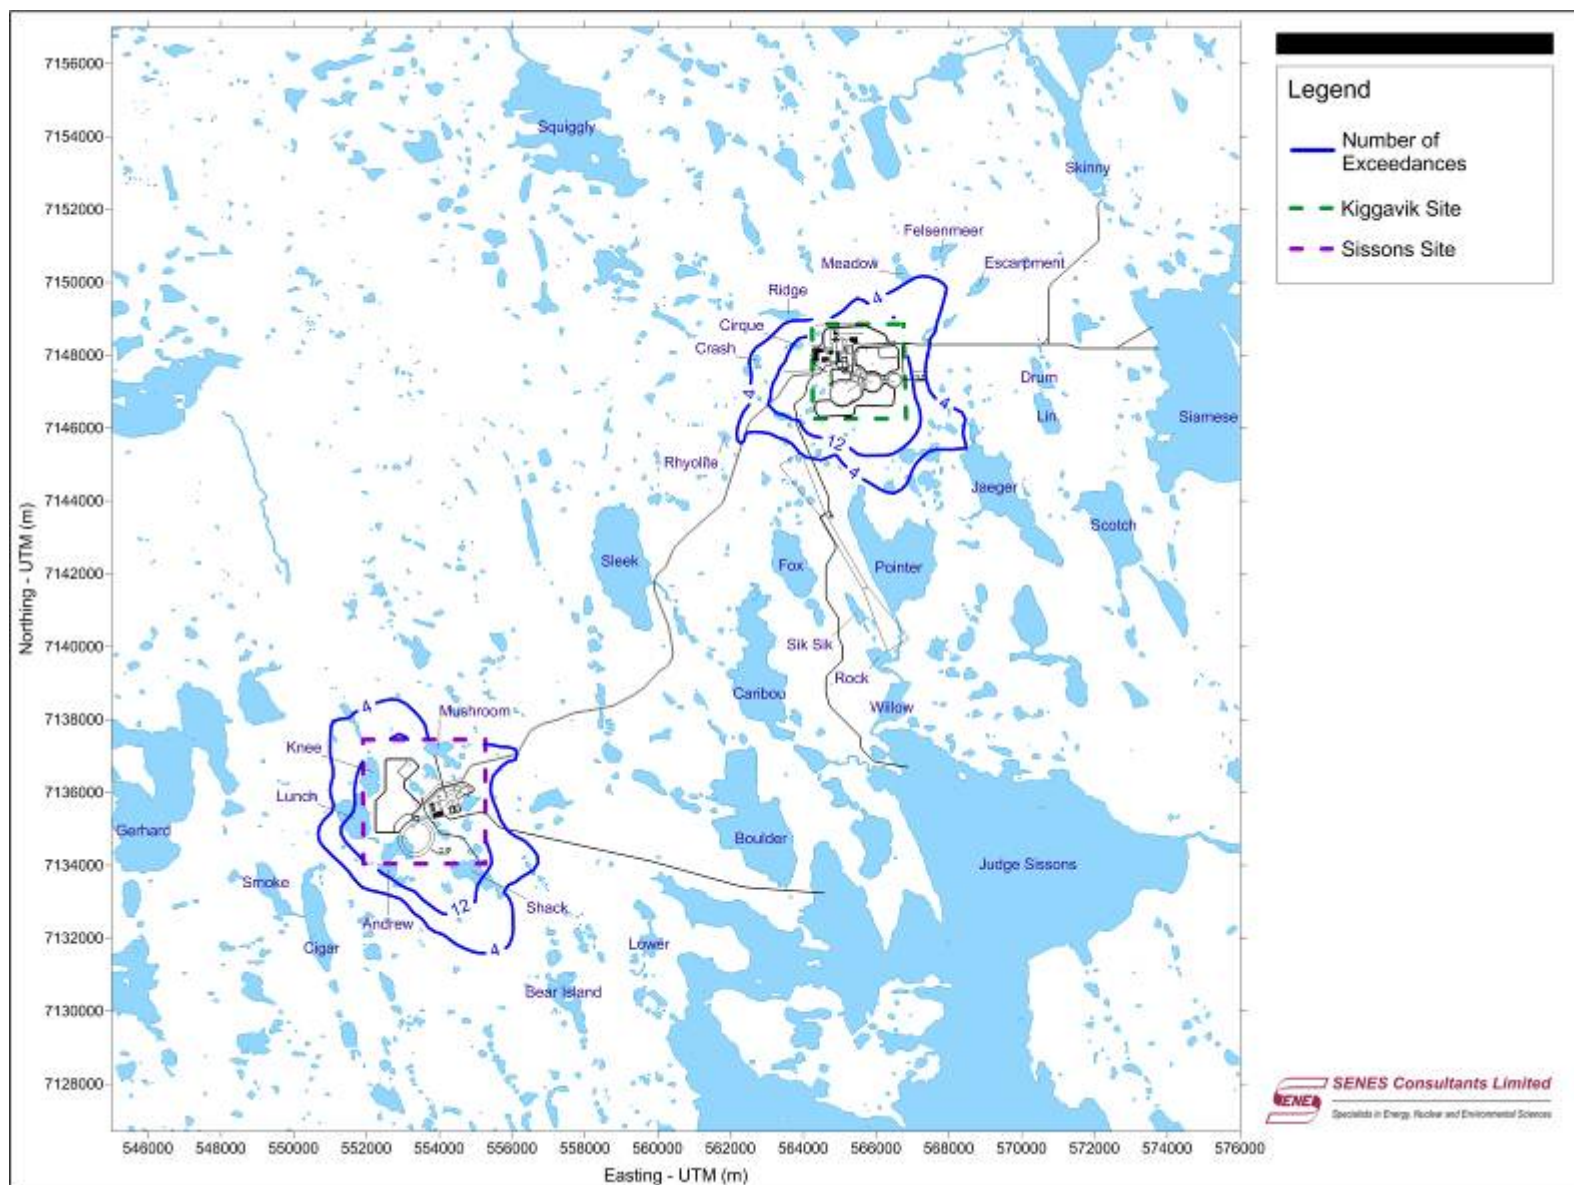 Legend
Number of
Exceedances
Kiggavik Site
Sissons Site
7156000
7154000
7152000
7150000
7148000
7146000
7144000
7142000
7140000
7138000
7136000
7134000
7132000
7130000
7128000
Northing - UTM (m)
Squiggly
Skinny
Felsenmeer
Meadow
Escarpment
Ridge
4
Cirque
Crash
4
4
Drum
Lin
Siamese
12
4
Rhyolite
Jaeger
Scotch
Sleek
Fox
Pointer
Sik Sik
Rock
Caribou
Willow
4
Mushroom
Knee
Lunch
Gerhard
Boulder
Judge Sissons
Smoke
12
Shack
Andrew
Cigar
4
Lower
Bear Island
546000
548000
550000
552000
554000
556000
558000
560000
562000
564000
566000
568000
570000
572000
574000
576000
Easting - UTM (m)
SENES
SENES Consultants Limited
Specialists in Energy, Nuclear and Environmental Sciences